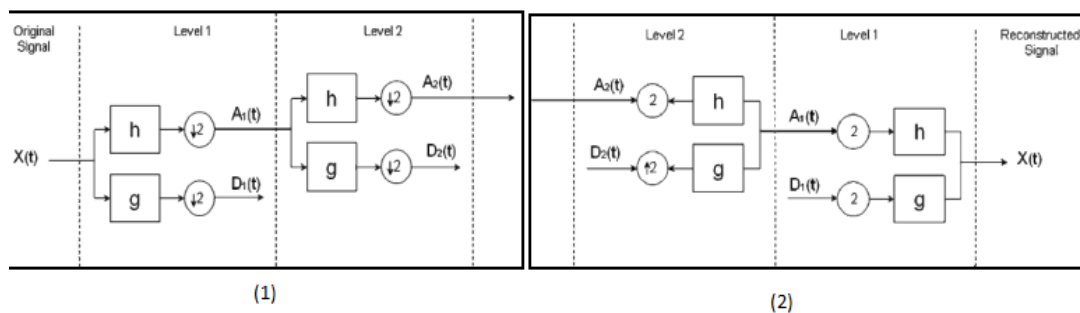 Original
Signal
Level 1
Level 2
X(t)
h
↓2
A₁(t)
h
↓2
A₂(t)
g
↓2
D₁(t)
g
↓2
D₂(t)
(1)
Level 2
Level 1
Reconstructed
Signal
A₂(t)
2
h
D₂(t)
↑2
g
A₁(t)
2
h
D₁(t)
2
g
X(t)
(2)